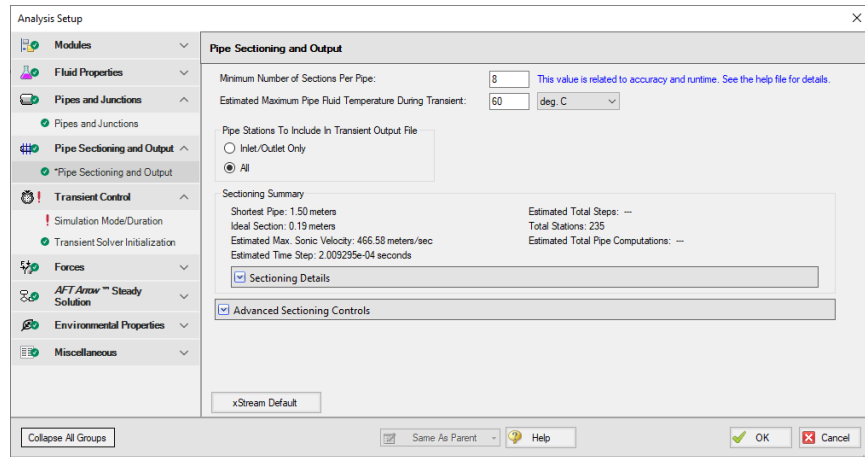 Analysis Setup
Modules
Fluid Properties
Pipes and Junctions
Pipes and Junctions
Pipe Sectioning and Output
*Pipe Sectioning and Output
Transient Control
Simulation Mode/Duration
Transient Solver Initialization
Forces
AFT Arrow ™ Steady
Solution
Environmental Properties
Miscellaneous
Pipe Sectioning and Output
Minimum Number of Sections Per Pipe: 8 This value is related to accuracy and runtime. See the help file for details.
Estimated Maximum Pipe Fluid Temperature During Transient: 60 deg. C
Pipe Stations To Include In Transient Output File
Inlet/Outlet Only
All
Sectioning Summary
Shortest Pipe: 1.50 meters
Ideal Section: 0.19 meters
Estimated Max. Sonic Velocity: 466.58 meters/sec
Estimated Time Step: 2.009295e-04 seconds
Estimated Total Steps: ---
Total Stations: 235
Estimated Total Pipe Computations: ---
Sectioning Details
Advanced Sectioning Controls
xStream Default
Collapse All Groups
Same As Parent
Help
OK
Cancel